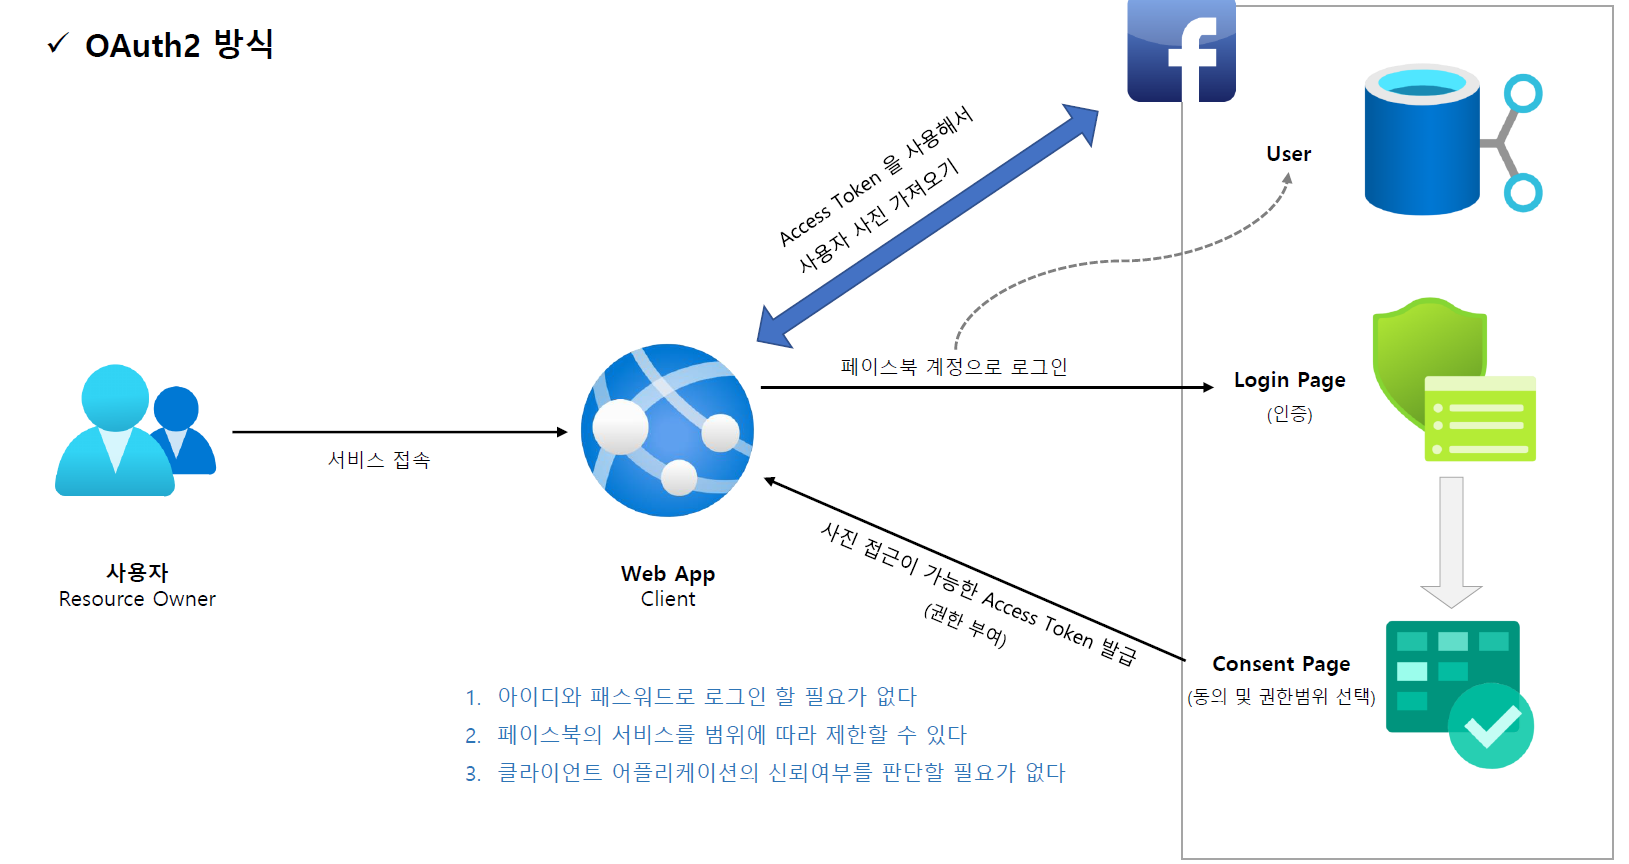 ✓ OAuth2 방식
Access Token 을 사용해서
사용자 사진 가져오기
User
페이스북 계정으로 로그인
Login Page
(인증)
서비스 접속
사진 접근이 가능한 Access Token 발급
(권한 부여)
사용자
Resource Owner
Web App
Client
Consent Page
(동의 및 권한범위 선택)
1. 아이디와 패스워드로 로그인 할 필요가 없다
2. 페이스북의 서비스를 범위에 따라 제한할 수 있다
3. 클라이언트 어플리케이션의 신뢰여부를 판단할 필요가 없다